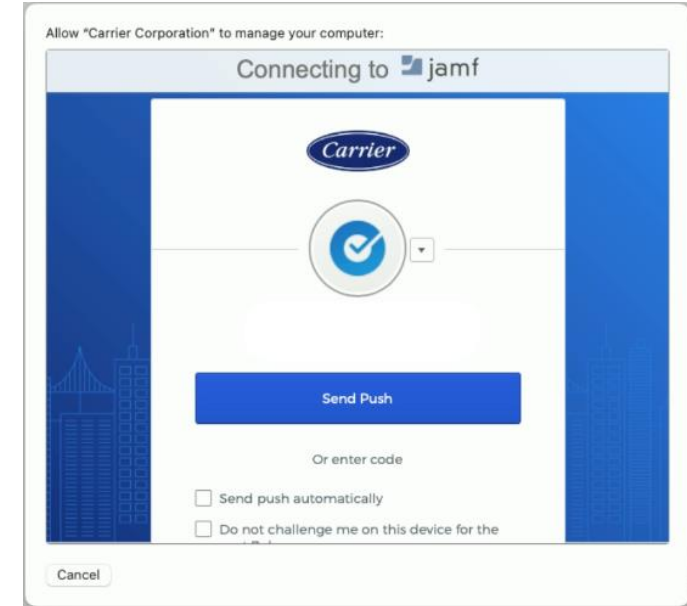 Allow “Carrier Corporation” to manage your computer:
Connecting to jamf
Carrier
Send Push
Or enter code
Send push automatically
Do not challenge me on this device for the
Cancel